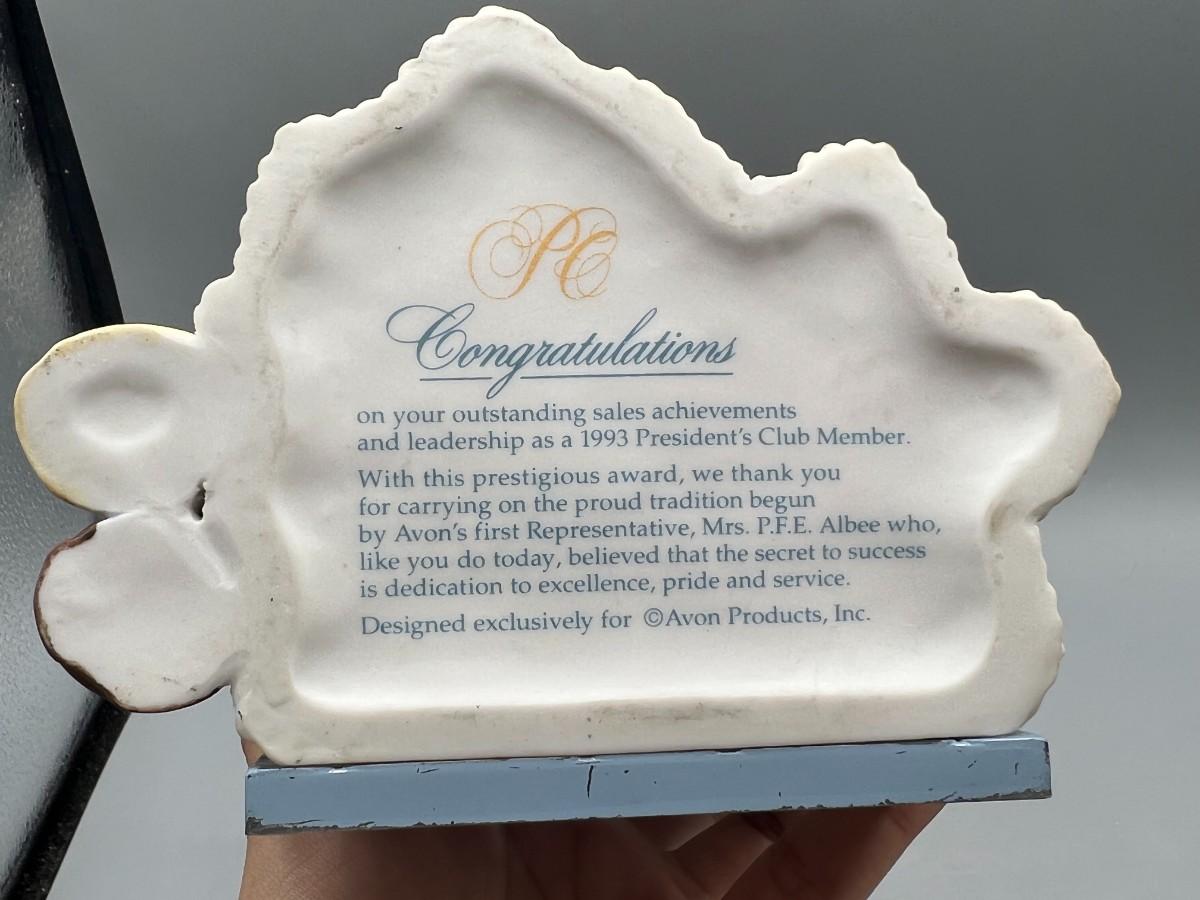 PC
Congratulations
on your outstanding sales achievements
and leadership as a 1993 President's Club Member.
With this prestigious award, we thank you
for carrying on the proud tradition begun
by Avon's first Representative, Mrs. P.F.E. Albee who,
like you do today, believed that the secret to success
is dedication to excellence, pride and service.
Designed exclusively for ©Avon Products, Inc.